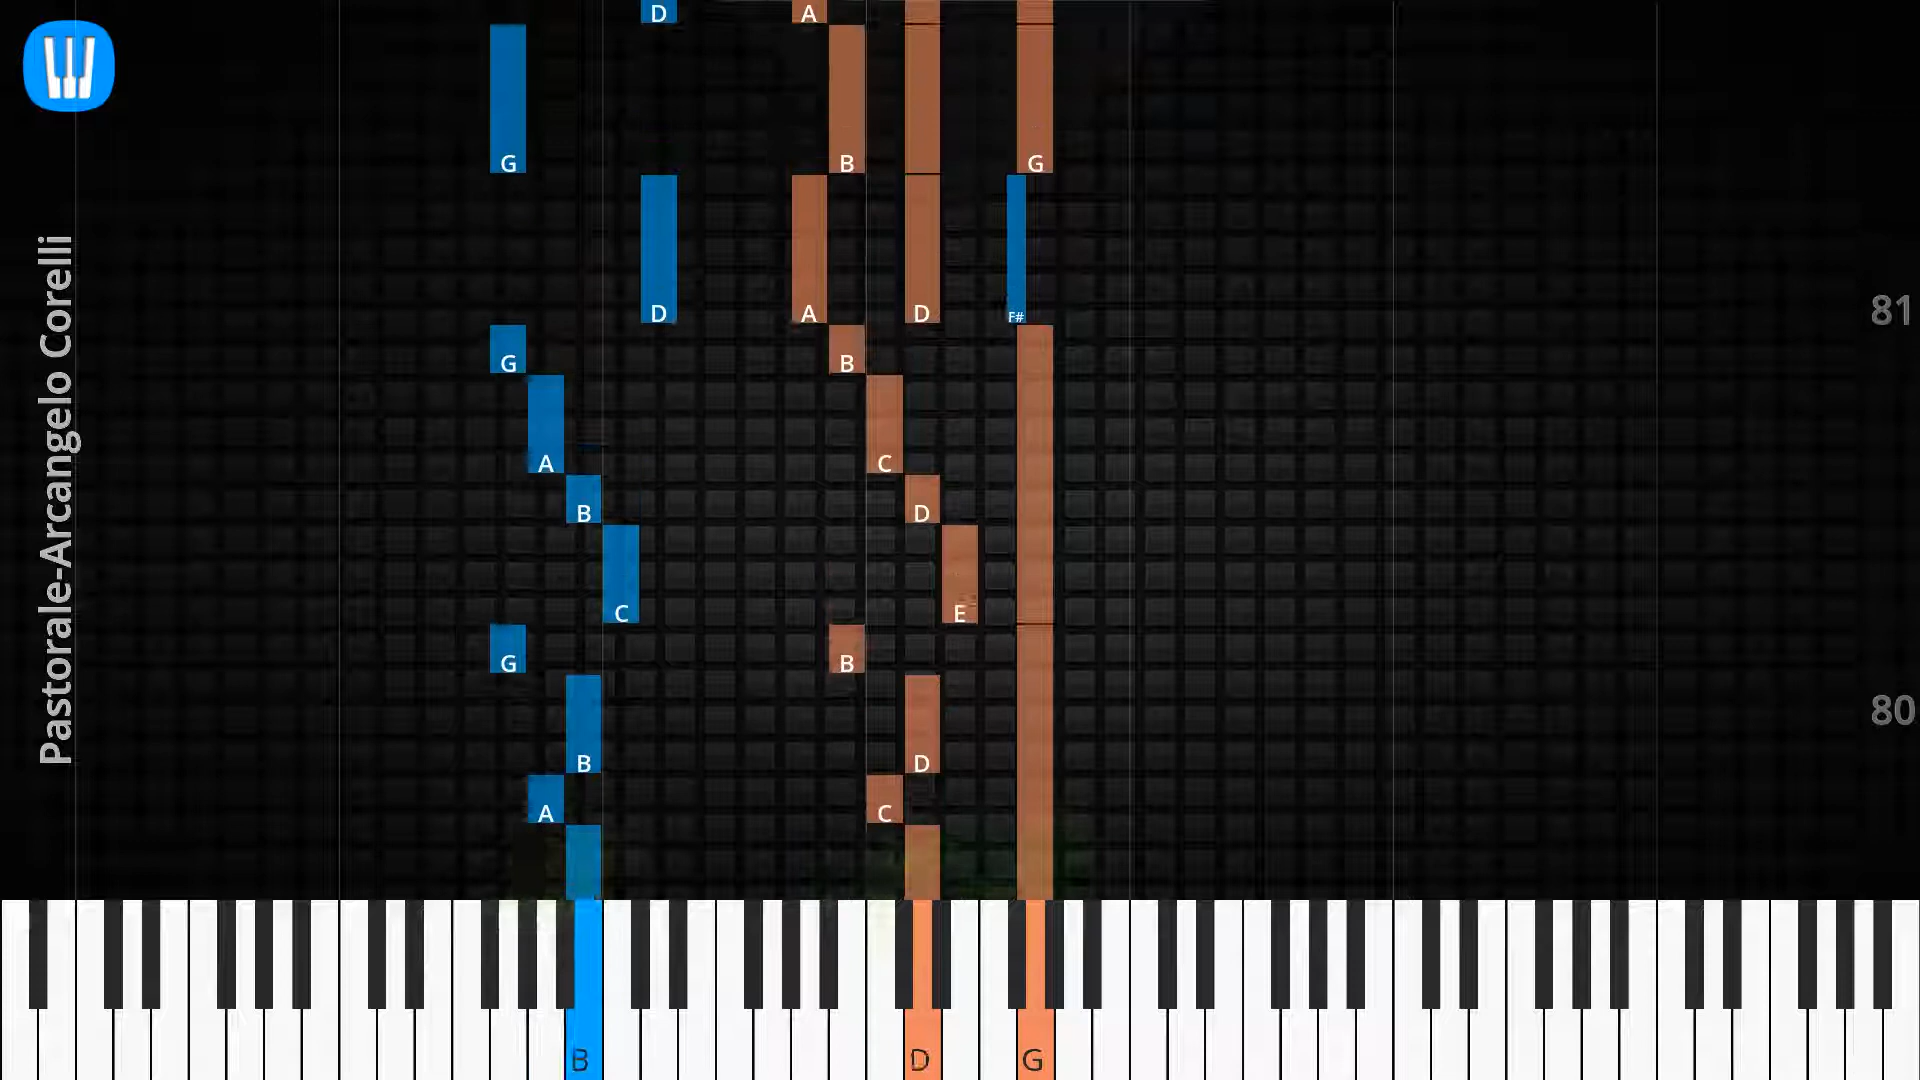 D A
G B G
Pastorale-Arcangelo Corelli
D A D F# 81
G B
A C
B D
C E
G B
80
B D
A C
B D G